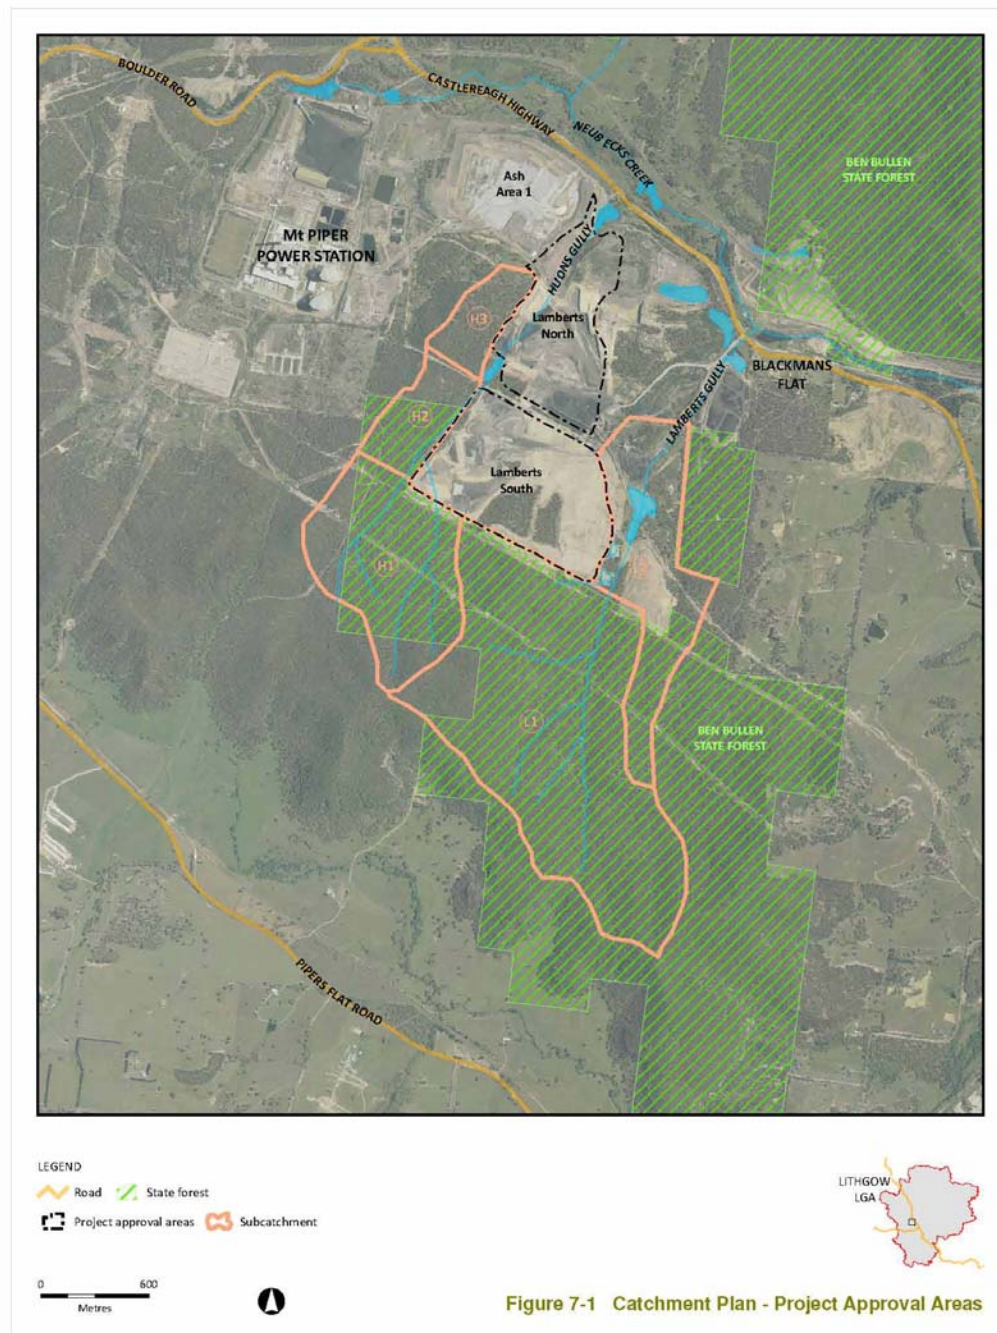 BOULDER ROAD
CASTLEREAGH HIGHWAY
NEUB ECKS CREEK
BEN BULLEN
STATE FOREST
Ash
Area 1
Mt PIPER
POWER STATION
HUONS GULLY
H3
Lamberts
North
BLACKMANS
FLAT
LAMBERTS GULLY
H2
Lamberts
South
H1
L1
BEN BULLEN
STATE FOREST
PIPERS FLAT ROAD
LEGEND
Road
State forest
Project approval areas
Subcatchment
LITHGOW
LGA
0
600
Metres
Figure 7-1 Catchment Plan - Project Approval Areas